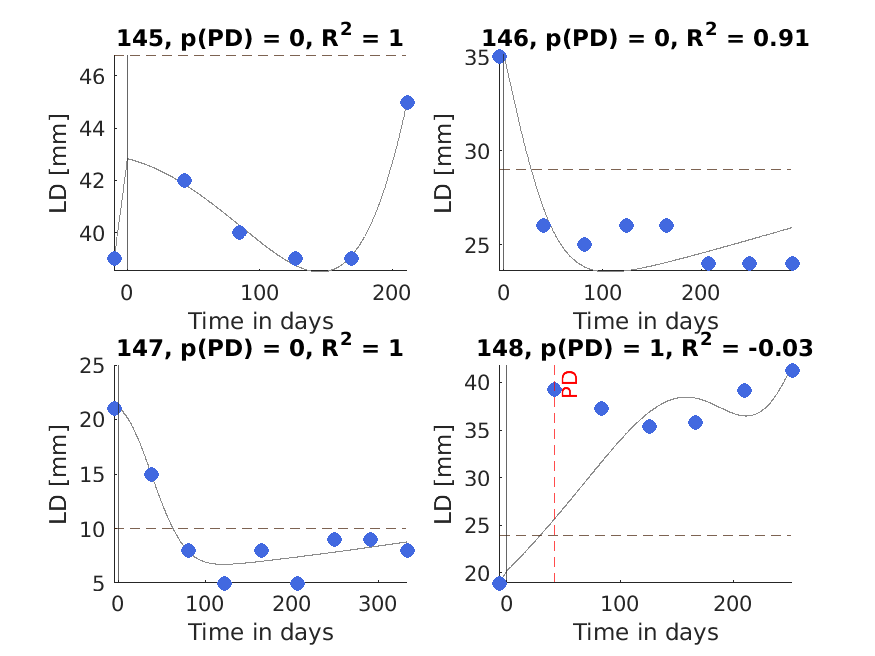 145, p(PD) = 0, R² = 1
46
44
42
40
LD [mm]
0
100
200
Time in days
146, p(PD) = 0, R² = 0.91
35
30
25
LD [mm]
0
100
200
Time in days
147, p(PD) = 0, R² = 1
25
20
15
10
5
LD [mm]
0
100
200
300
Time in days
148, p(PD) = 1, R² = -0.03
40
35
30
25
20
LD [mm]
PD
0
100
200
Time in days